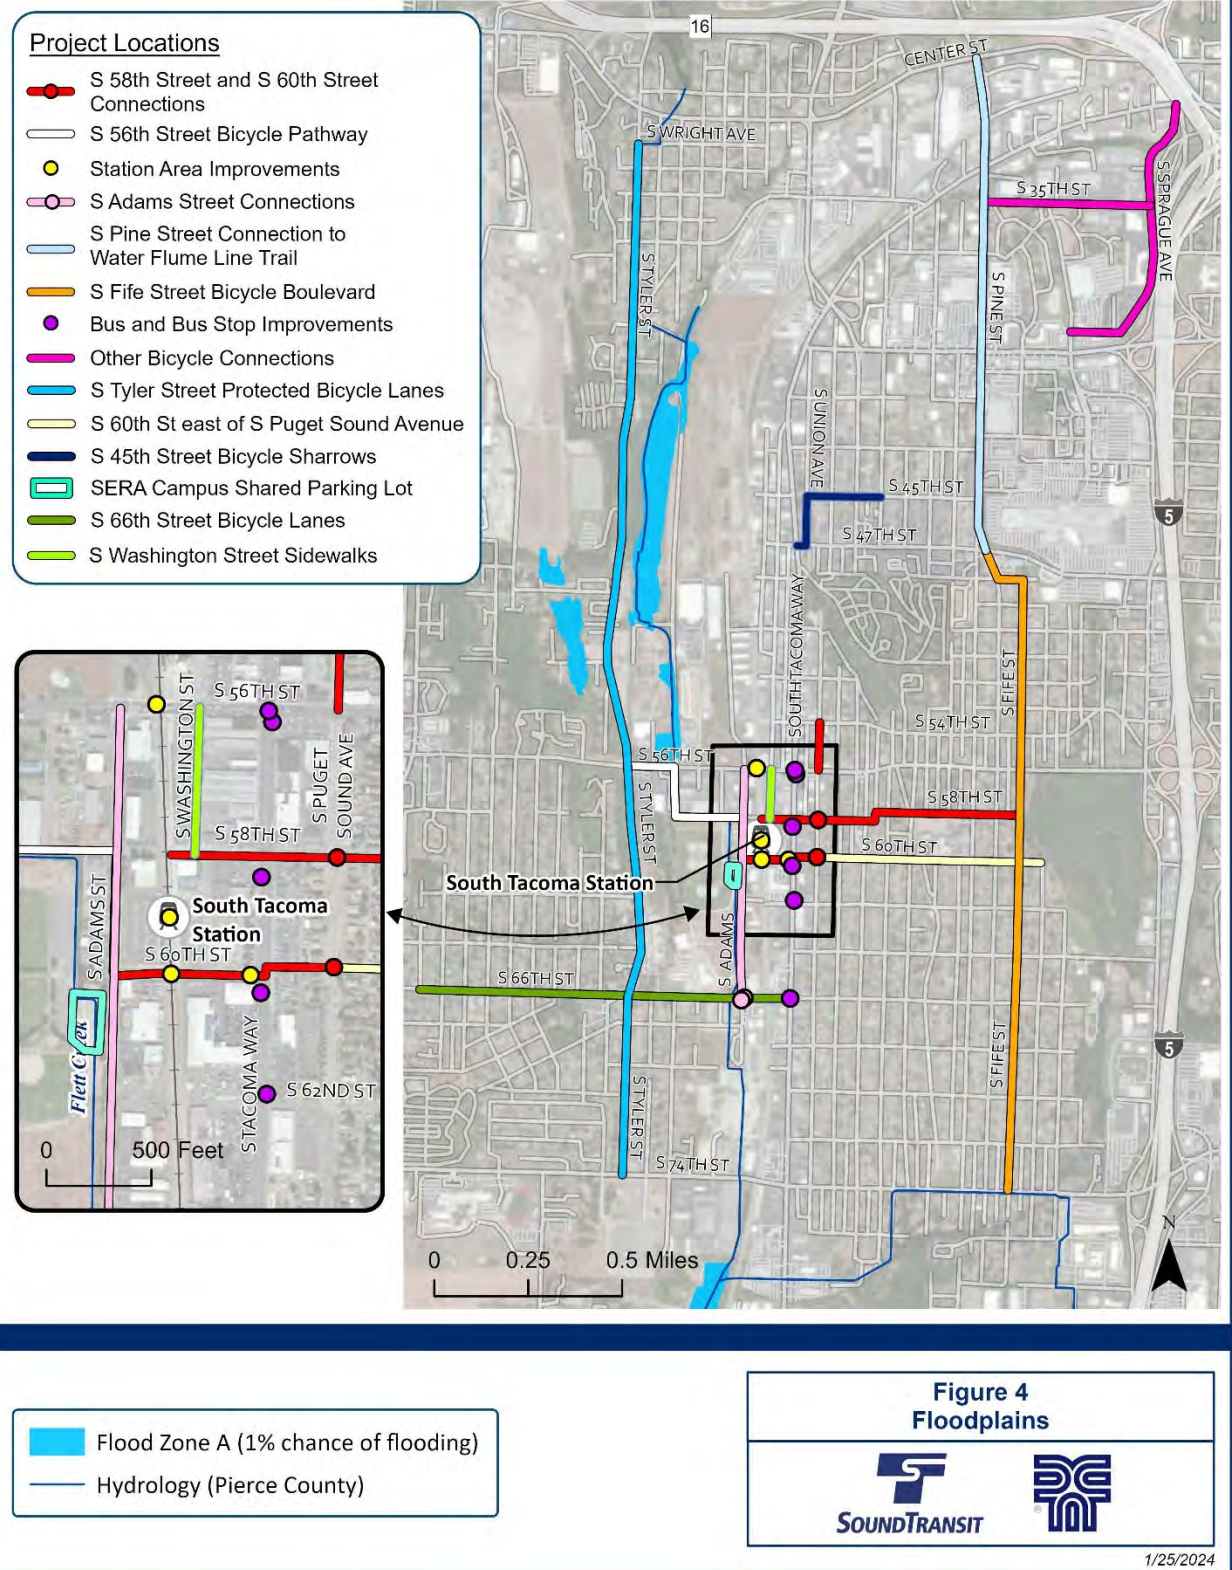 Project Locations
S 58th Street and S 60th Street
Connections
S 56th Street Bicycle Pathway
Station Area Improvements
S Adams Street Connections
S Pine Street Connection to
Water Flume Line Trail
S Fife Street Bicycle Boulevard
Bus and Bus Stop Improvements
Other Bicycle Connections
S Tyler Street Protected Bicycle Lanes
S 60th St east of S Puget Sound Avenue
S 45th Street Bicycle Sharrows
SERA Campus Shared Parking Lot
S 66th Street Bicycle Lanes
S Washington Street Sidewalks
16
CENTER ST
S WRIGHT AVE
S 35TH ST
S SPRAGUE AVE
S TYLER ST
S PINE ST
S UNION AVE
S 45TH ST
5
S 47TH ST
SOUTH TACOMA WAY
S FIFE ST
S 54TH ST
S 56TH ST
S TYLER ST
S 58TH ST
S 60TH ST
South Tacoma Station
S ADAMS
S 66TH ST
S FIFE ST
5
S TYLER ST
S 74TH ST
N
0 0.25 0.5 Miles
S 56TH ST
S WASHINGTON ST
S PUGET
SOUND AVE
S 58TH ST
S ADAMS ST
South Tacoma
Station
S 60TH ST
Flett Creek
S TACOMA WAY
S 62ND ST
0 500 Feet
Flood Zone A (1% chance of flooding)
Hydrology (Pierce County)
Figure 4
Floodplains
SOUNDTRANSIT
®
1/25/2024